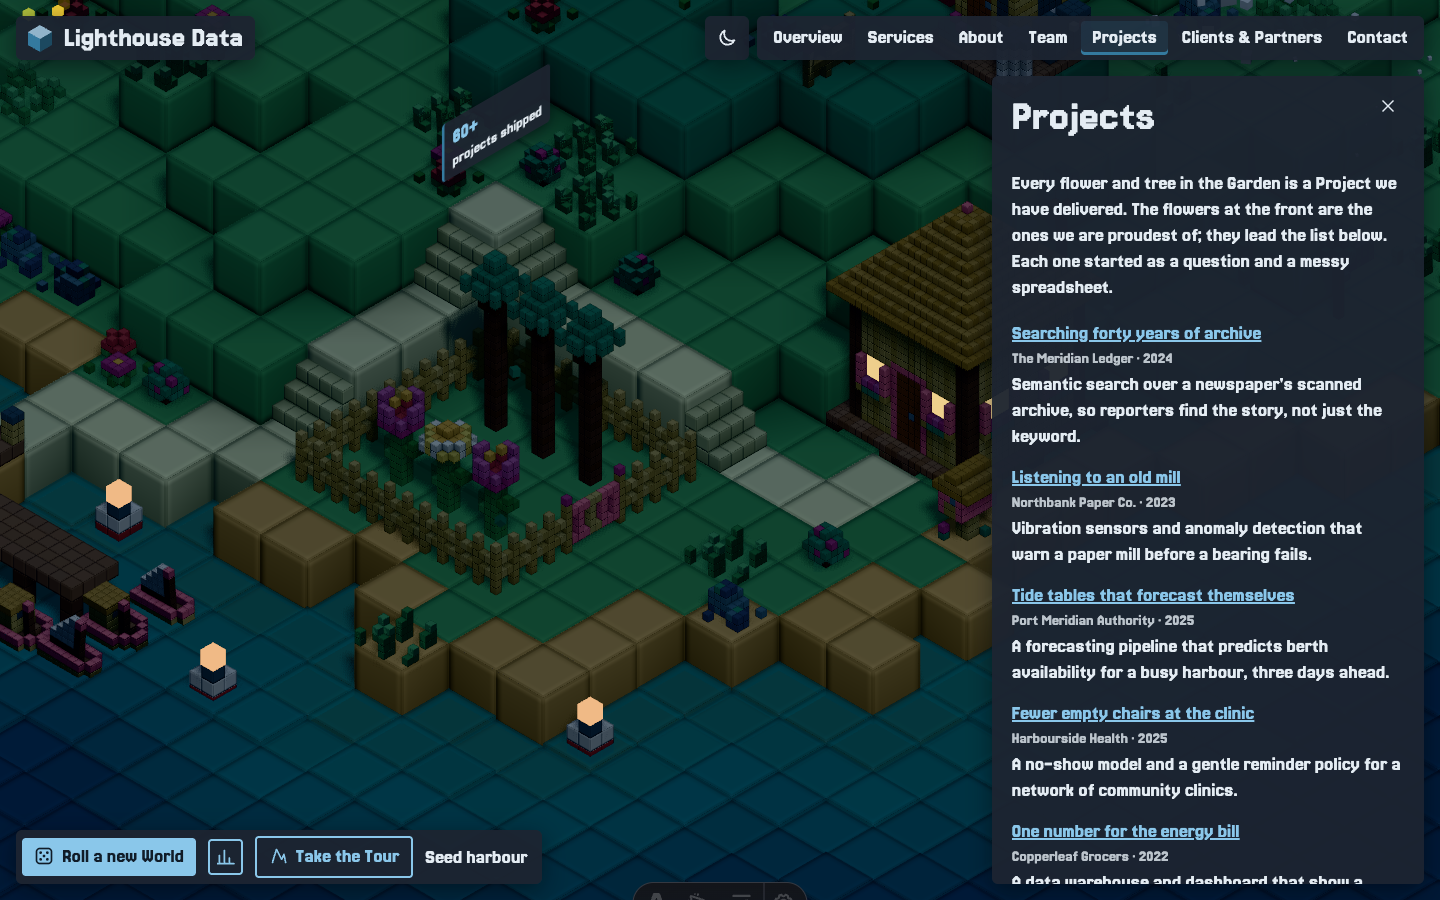 Lighthouse Data
Overview
Services
About
Team
Projects
Clients & Partners
Contact
60+
projects shipped
Projects
Every flower and tree in the Garden is a Project we
have delivered. The flowers at the front are the
ones we are proudest of; they lead the list below.
Each one started as a question and a messy
spreadsheet.
Searching forty years of archive
The Meridian Ledger · 2024
Semantic search over a newspaper's scanned
archive, so reporters find the story, not just the
keyword.
Listening to an old mill
Northbank Paper Co. · 2023
Vibration sensors and anomaly detection that
warn a paper mill before a bearing fails.
Tide tables that forecast themselves
Port Meridian Authority · 2025
A forecasting pipeline that predicts berth
availability for a busy harbour, three days ahead.
Fewer empty chairs at the clinic
Harbourside Health · 2025
A no-show model and a gentle reminder policy for a
network of community clinics.
One number for the energy bill
Copperleaf Grocers · 2022
A data warehouse and dashboard that show a
Roll a new World
Take the Tour
Seed harbour